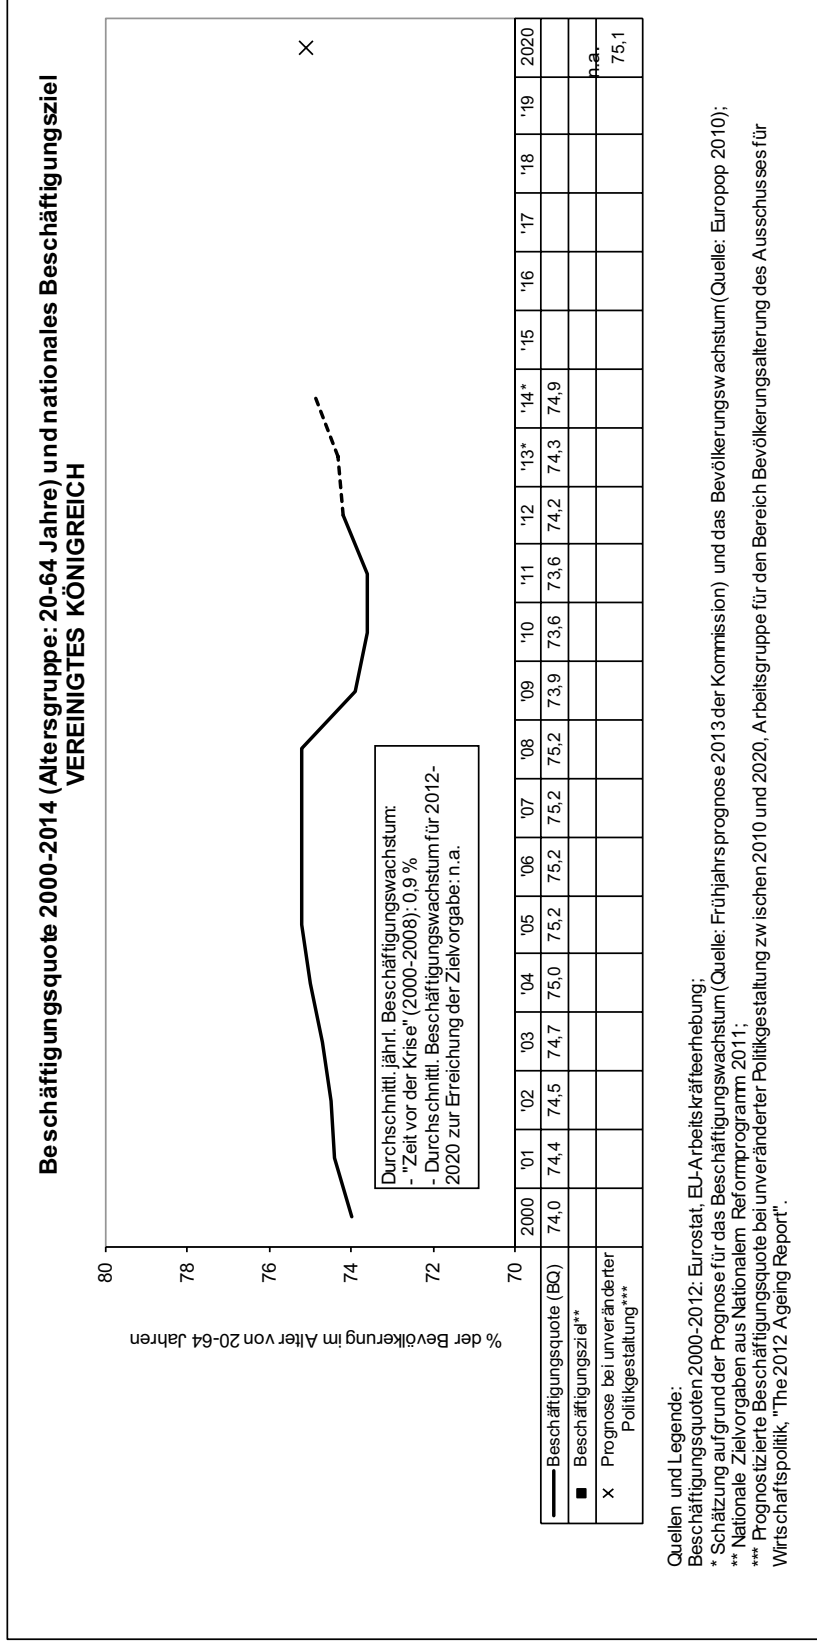 Beschäftigungsquote 2000-2014 (Altersgruppe: 20-64 Jahre) und nationales Beschäftigungsziel
VEREINIGTES KÖNIGREICH
% der Bevölkerung im Alter von 20-64 Jahren
80
78
76
74
72
70
Durchschnittl. jährl. Beschäftigungswachstum:
- "Zeit vor der Krise" (2000-2008): 0,9 %
- Durchschnittl. Beschäftigungswachstum für 2012-
2020 zur Erreichung der Zielvorgabe: n.a.
2000 '01 '02 '03 '04 '05 '06 '07 '08 '09 '10 '11 '12 '13* '14* '15 '16 '17 '18 '19 2020
Beschäftigungsquote (BQ) 74,0 74,4 74,5 74,7 75,0 75,2 75,2 75,2 75,2 73,9 73,6 73,6 74,2 74,3 74,9
Beschäftigungsziel** n.a.
x Prognose bei unveränderter
Politikgestaltung*** 75,1
Quellen und Legende:
Beschäftigungsquoten 2000-2012: Eurostat, EU-Arbeitskräfteerhebung;
* Schätzung aufgrund der Prognose für das Beschäftigungswachstum (Quelle: Frühjahrsprognose 2013 der Kommission) und das Bevölkerungswachstum (Quelle: Europop 2010);
** Nationale Zielvorgaben aus Nationalem Reformprogramm 2011;
*** Prognostizierte Beschäftigungsquote bei unveränderter Politikgestaltung zwischen 2010 und 2020, Arbeitsgruppe für den Bereich Bevölkerungsalterung des Ausschusses für
Wirtschaftspolitik, "The 2012 Ageing Report".